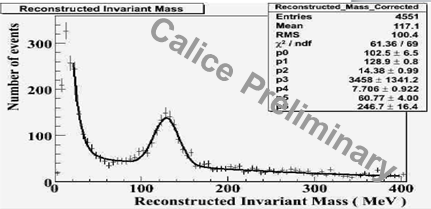 Reconstructed Invariant Mass
Reconstructed_Mass_Corrected
Entries 4551
Mean 117.1
RMS 100.4
χ² / ndf 61.36 / 69
p0 102.5 ± 6.5
p1 128.9 ± 0.8
p2 14.38 ± 0.99
p3 3458 ± 1341.2
p4 7.706 ± 0.922
p5 60.77 ± 4.00
246.7 ± 16.4
Calice Preliminary
Number of events
300
200
100
0
0 100 200 300 400
Reconstructed Invariant Mass ( MeV )